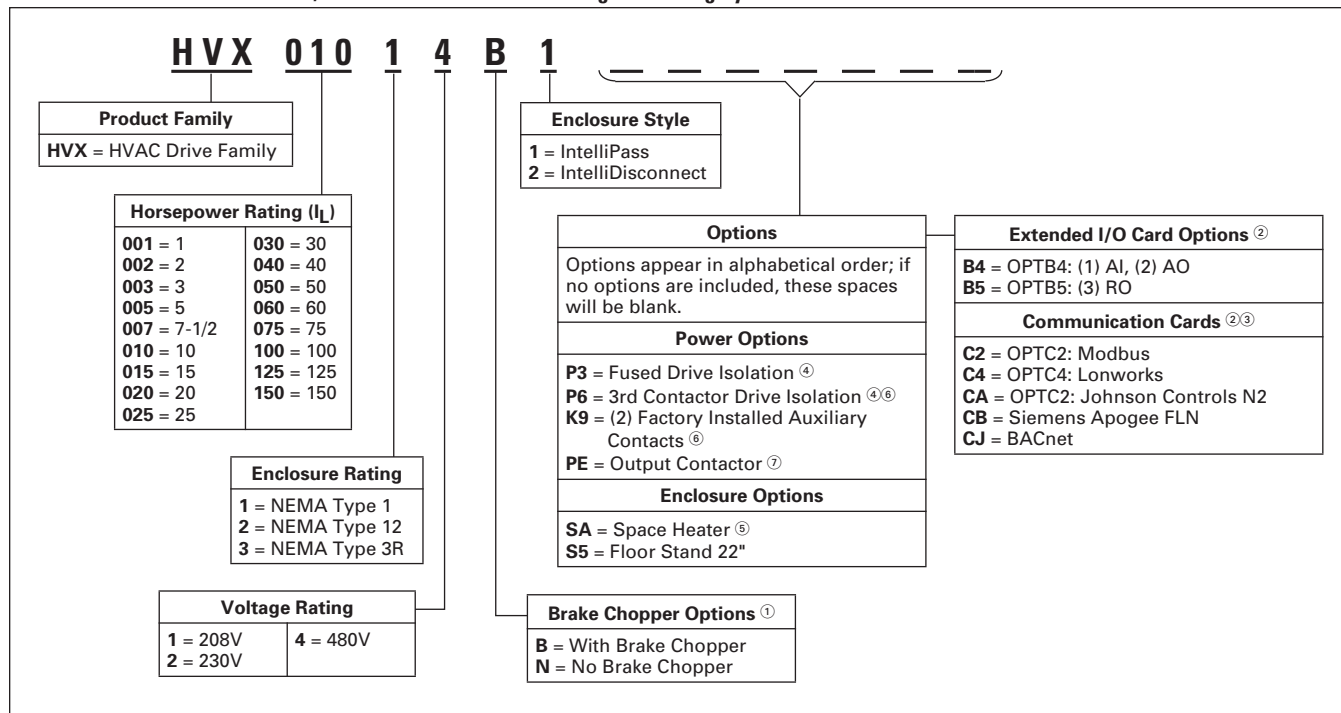 HVX 010 1 4 B 1 _ _ _ _ _ _ _
Product Family
HVX = HVAC Drive Family
Enclosure Style
1 = IntelliPass
2 = IntelliDisconnect
Horsepower Rating (IL)
001 = 1
002 = 2
003 = 3
005 = 5
007 = 7-1/2
010 = 10
015 = 15
020 = 20
025 = 25
030 = 30
040 = 40
050 = 50
060 = 60
075 = 75
100 = 100
125 = 125
150 = 150
Options
Options appear in alphabetical order; if
no options are included, these spaces
will be blank.
Power Options
P3 = Fused Drive Isolation ④
P6 = 3rd Contactor Drive Isolation ④⑥
K9 = (2) Factory Installed Auxiliary
Contacts ⑥
PE = Output Contactor ⑦
Enclosure Options
SA = Space Heater ⑤
S5 = Floor Stand 22"
Extended I/O Card Options ②
B4 = OPTB4: (1) AI, (2) AO
B5 = OPTB5: (3) RO
Communication Cards ②③
C2 = OPTC2: Modbus
C4 = OPTC4: Lonworks
CA = OPTC2: Johnson Controls N2
CB = Siemens Apogee FLN
CJ = BACnet
Enclosure Rating
1 = NEMA Type 1
2 = NEMA Type 12
3 = NEMA Type 3R
Voltage Rating
1 = 208V
2 = 230V
4 = 480V
Brake Chopper Options ①
B = With Brake Chopper
N = No Brake Chopper